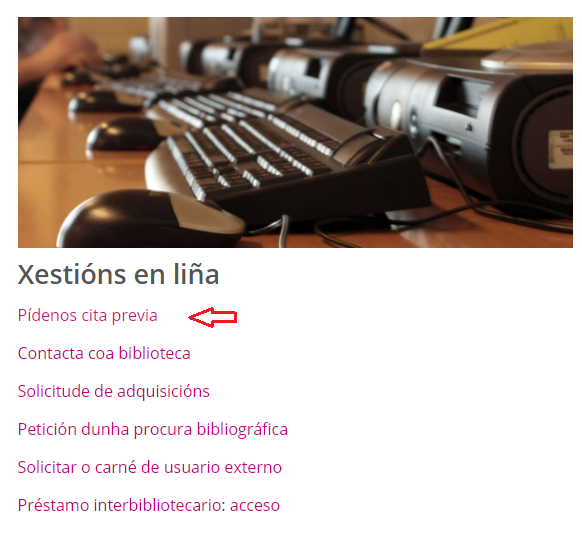 Xestións en liña
Pídenos cita previa
Contacta coa biblioteca
Solicitude de adquisicións
Petición dunha procura bibliográfica
Solicitar o carné de usuario externo
Préstamo interbibliotecario: acceso